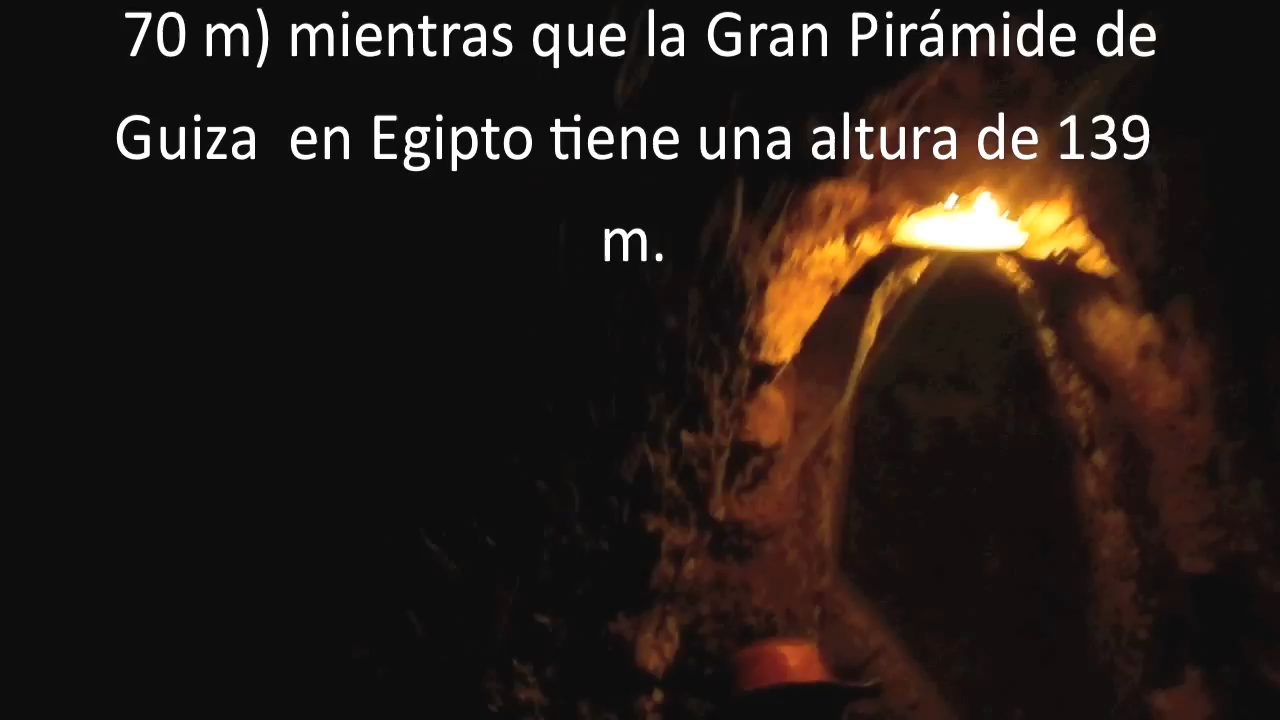 70 m) mientras que la Gran Pirámide de
Guiza  en Egipto tiene una altura de 139
m.